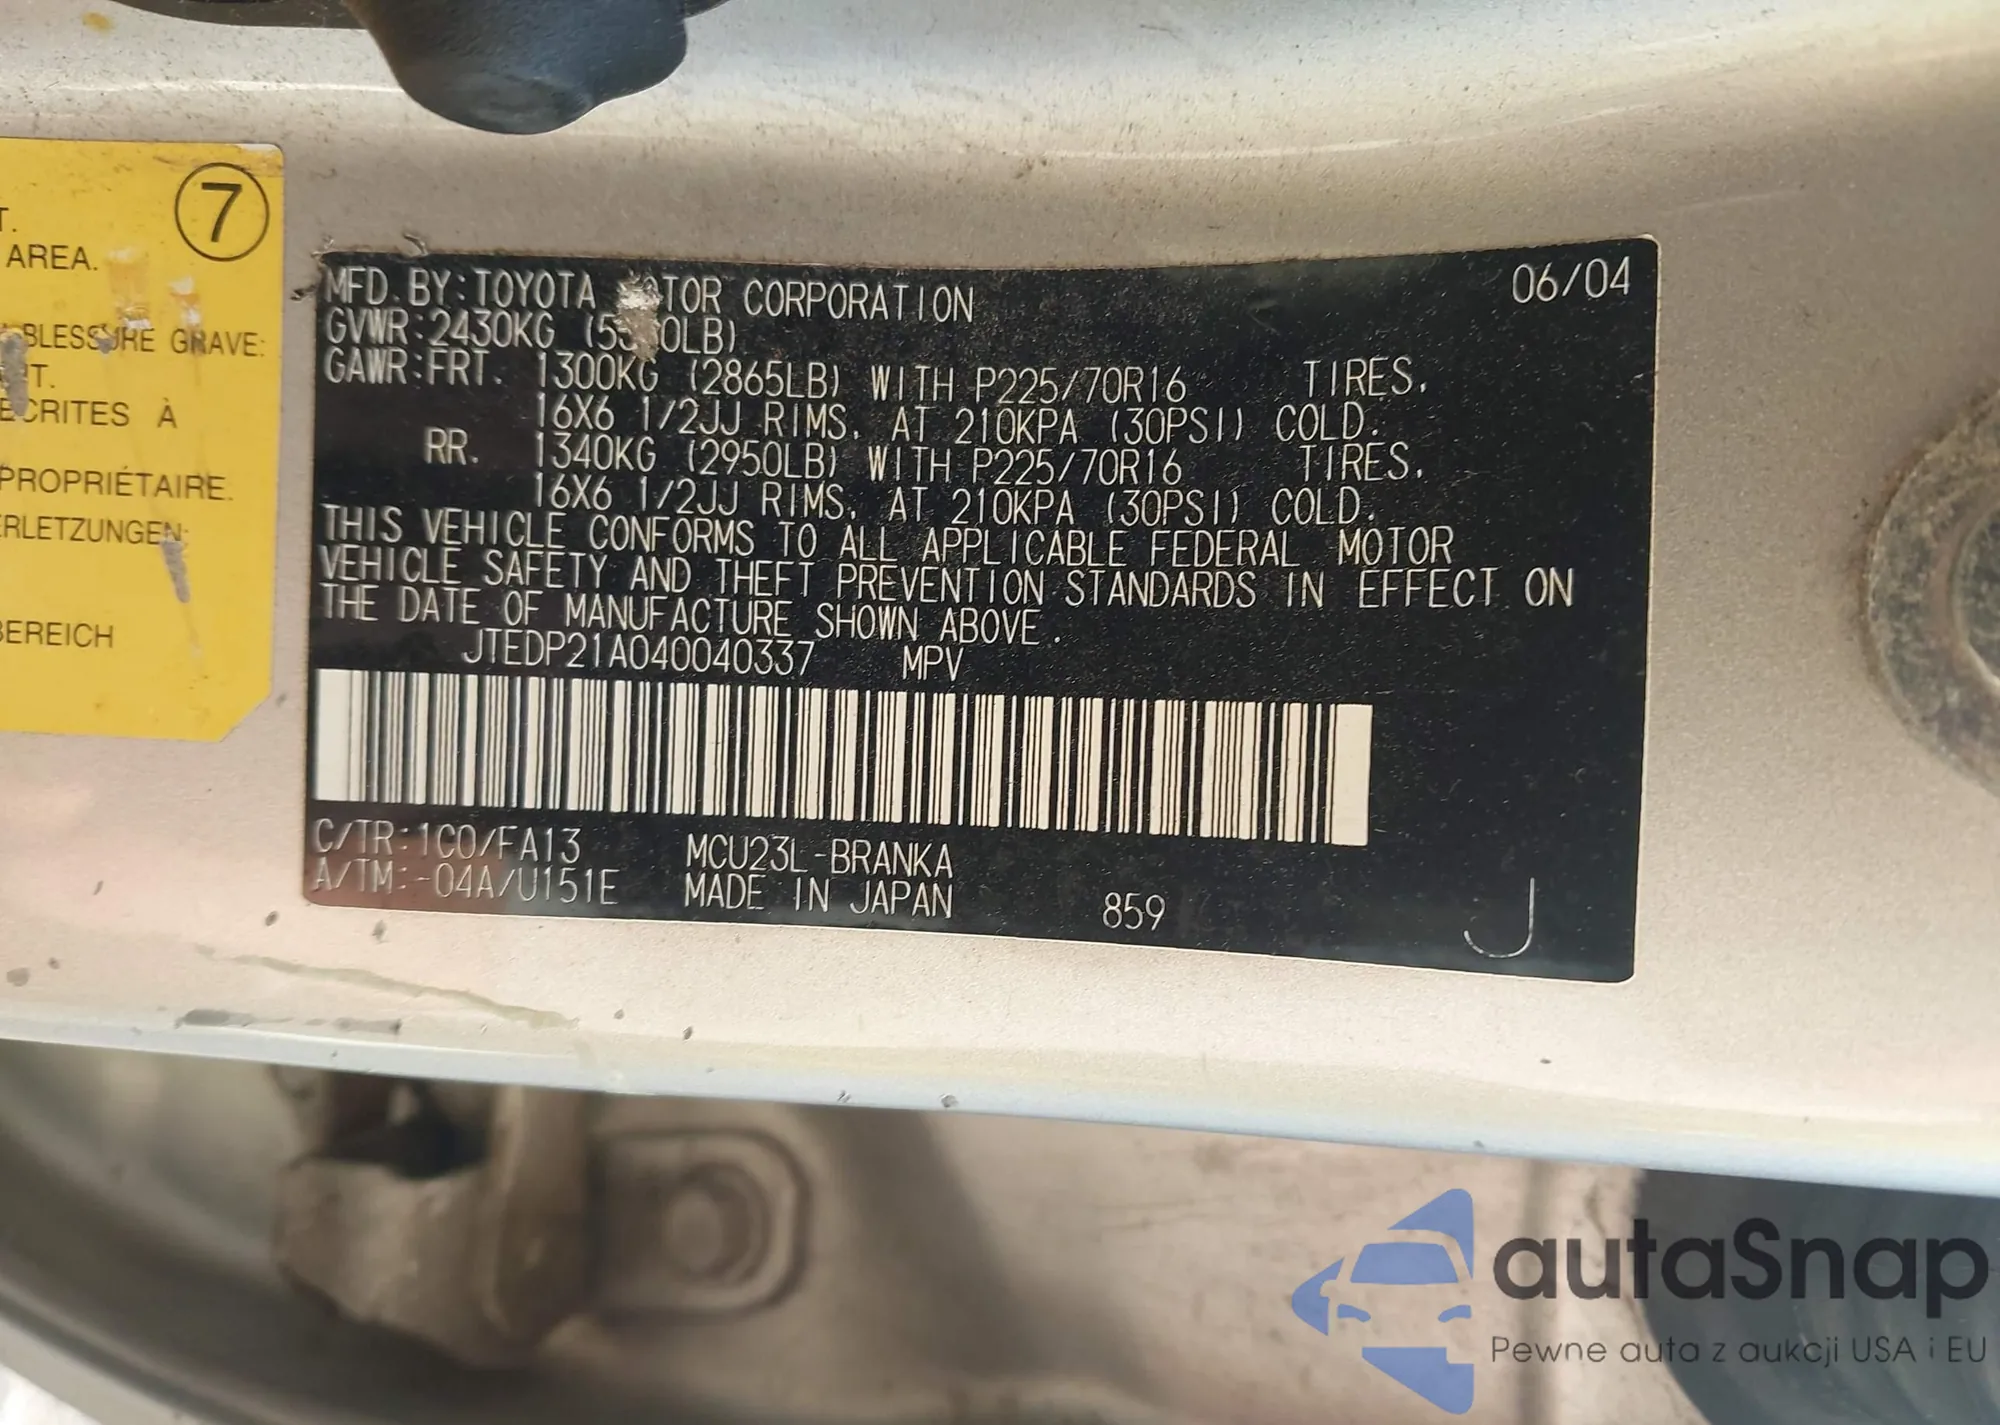 7
T.
AREA.
BLESSURE GRAVE:
NT.
ÉCRITES À
PROPRIÉTAIRE.
ERLETZUNGEN:
BEREICH
MFD. BY: TOYOTA MOTOR CORPORATION 06/04
GVWR: 2430KG
GAWR: FRT. 1300KG (2865LB) WITH P225/70R16 TIRES,
16X6 1/2JJ RIMS, AT 210KPA (30PSI) COLD.
RR. 1340KG (2950LB) WITH P225/70R16 TIRES,
16X6 1/2JJ RIMS, AT 210KPA (30PSI) COLD.
THIS VEHICLE CONFORMS TO ALL APPLICABLE FEDERAL MOTOR
VEHICLE SAFETY AND THEFT PREVENTION STANDARDS IN EFFECT ON
THE DATE OF MANUFACTURE SHOWN ABOVE.
JTEDP21A040040337 MPV
C/TR: 1C0/FA13 MCU23L-BRANKA
A/TM: -04A/U151E MADE IN JAPAN 859 J
autaSnap
Pewne auta z aukcji USA i EU